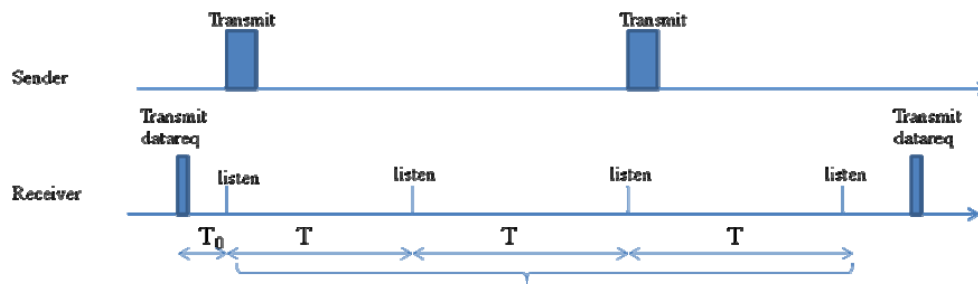 Transmit
Transmit
Sender
Transmit
datareq
Transmit
datareq
listen
listen
listen
listen
Receiver
T0
T
T
T